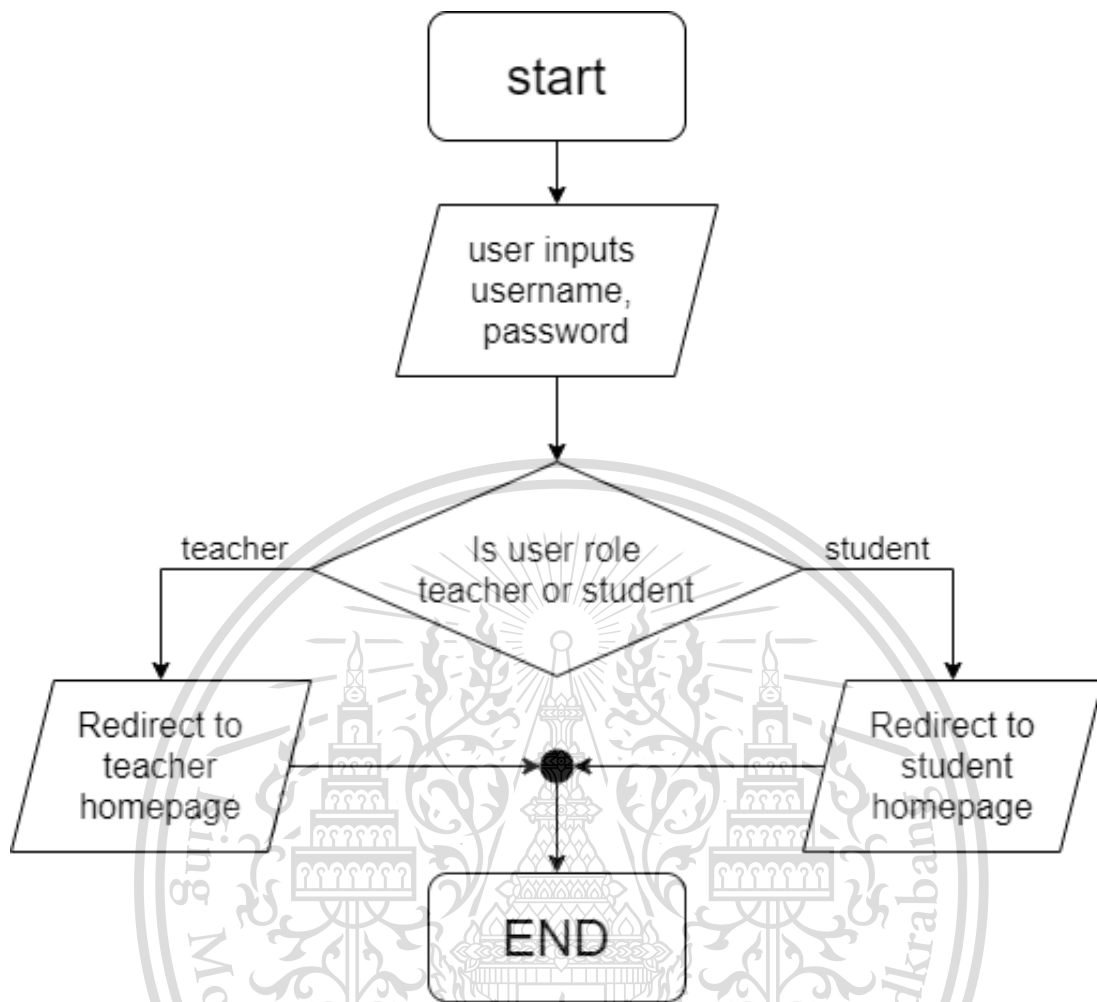 start
user inputs
username,
password
teacher
Is user role
teacher or student
student
Redirect to
teacher
homepage
Redirect to
student
homepage
END